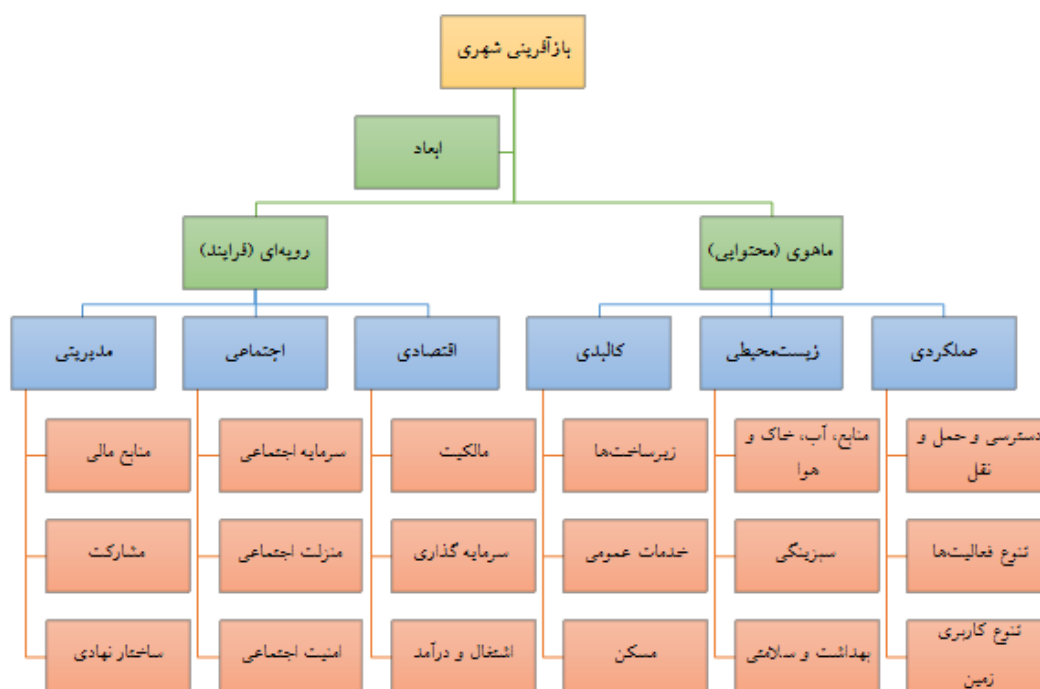 بازآفرینی شهری
ابعاد
ماهوی (محتوایی)
رویه‌ای (فرایند)
عملکردی
زیست‌محیطی
کالبدی
اقتصادی
اجتماعی
مدیریتی
دسترسی و حمل و
نقل
منابع، آب، خاک و
هوا
زیرساخت‌ها
مالکیت
سرمایه اجتماعی
منابع مالی
تنوع فعالیت‌ها
سبزینگی
خدمات عمومی
سرمایه گذاری
منزلت اجتماعی
مشارکت
تنوع کاربری
زمین
بهداشت و سلامتی
مسکن
اشتغال و درآمد
امنیت اجتماعی
ساختار نهادی